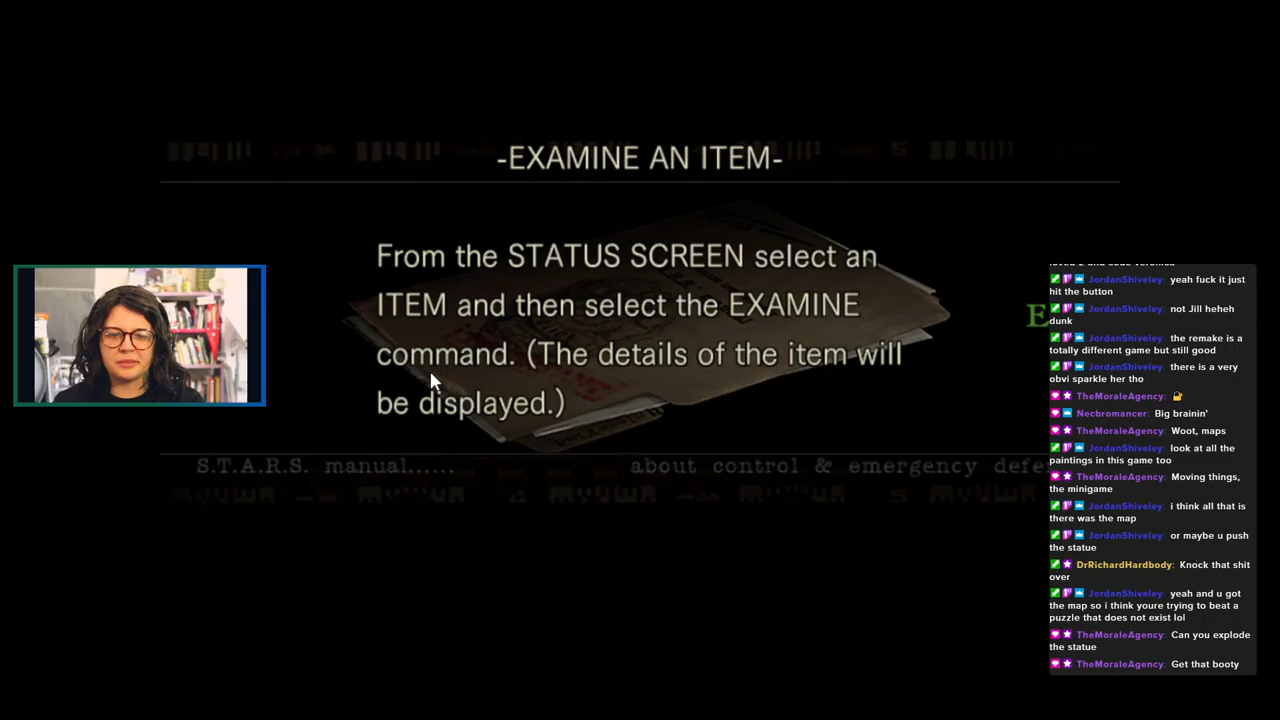 -EXAMINE AN ITEM-
From the STATUS SCREEN select an
ITEM and then select the EXAMINE
command. (The details of the item will
be displayed.)
E
S.T.A.R.S. manual...... about control & emergency defe
JordanShiveley: yeah fuck it just
hit the button
JordanShiveley: not Jill heheh
dunk
JordanShiveley: the remake is a
totally different game but still good
JordanShiveley: there is a very
obvi sparkle her tho
TheMoraleAgency:
Necbromancer: Big brainin'
TheMoraleAgency: Woot, maps
JordanShiveley: look at all the
paintings in this game too
TheMoraleAgency: Moving things,
the minigame
JordanShiveley: i think all that is
there was the map
JordanShiveley: or maybe u push
the statue
DrRichardHardbody: Knock that shit
over
JordanShiveley: yeah and u got
the map so i think youre trying to beat a
puzzle that does not exist lol
TheMoraleAgency: Can you explode
the statue
TheMoraleAgency: Get that booty